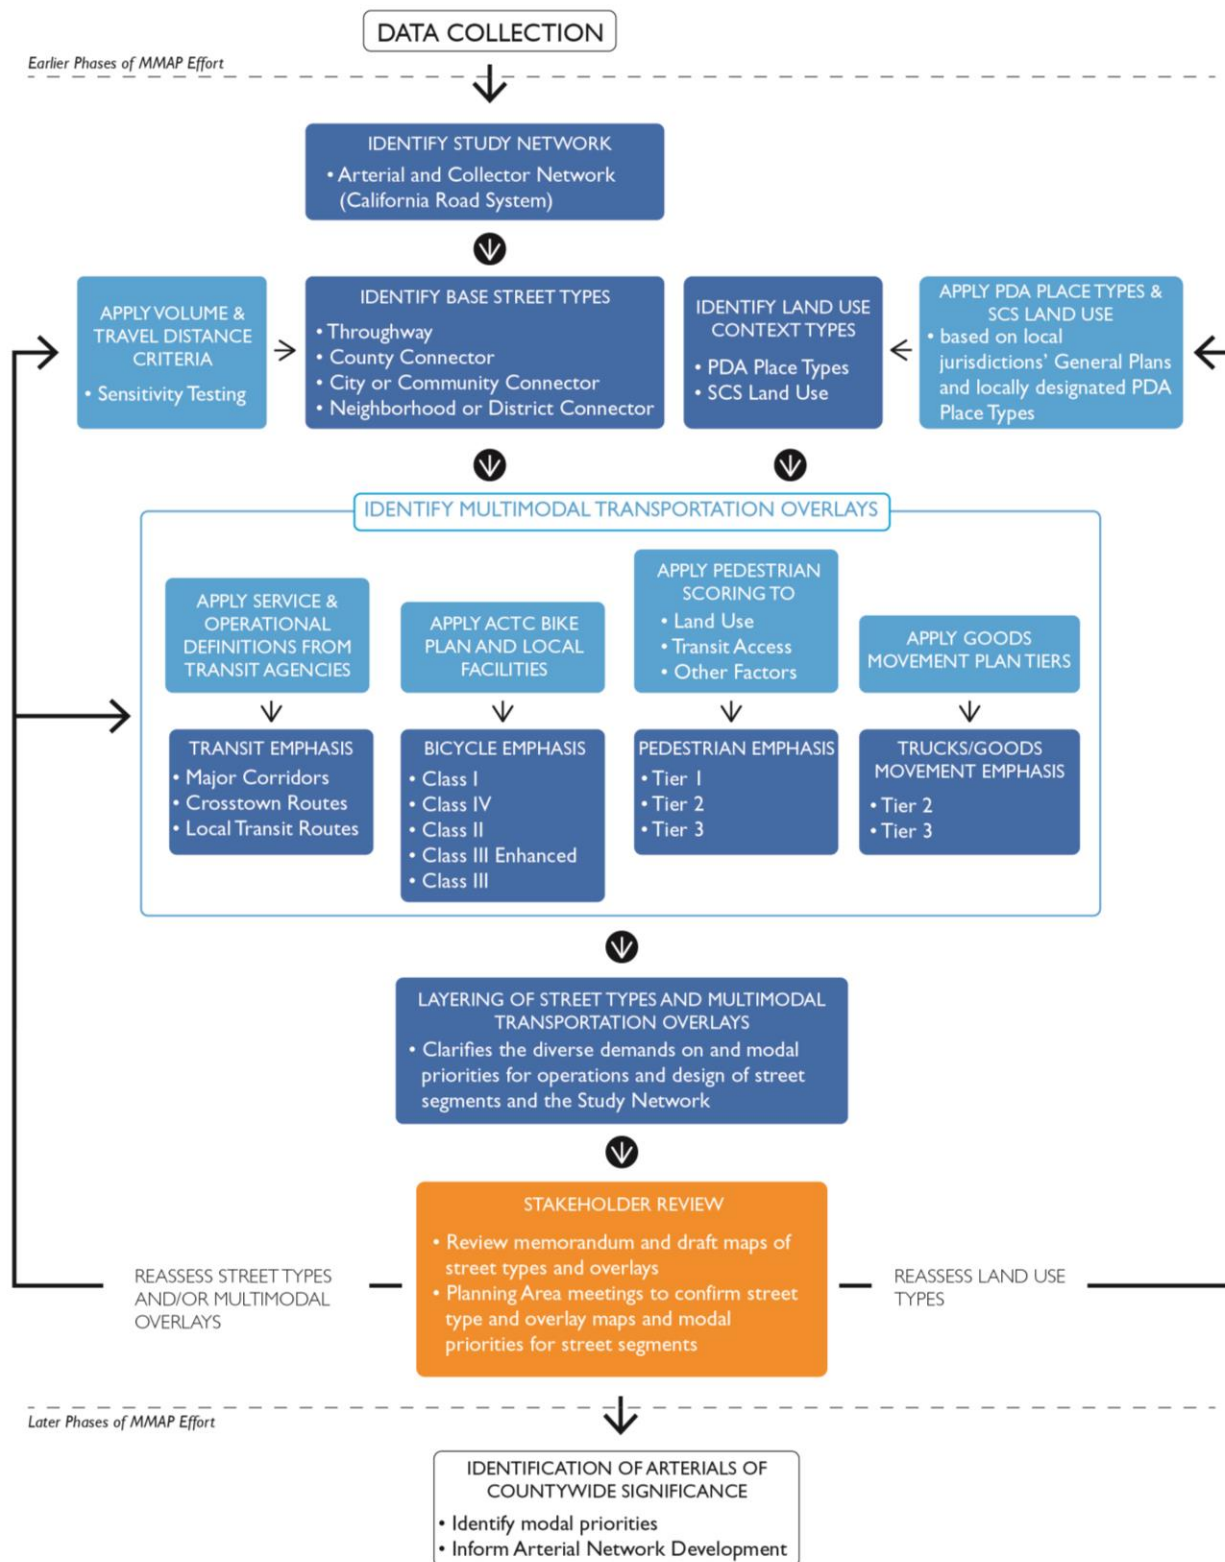 DATA COLLECTION
Earlier Phases of MMAP Effort
IDENTIFY STUDY NETWORK
• Arterial and Collector Network
(California Road System)
APPLY VOLUME &
TRAVEL DISTANCE
CRITERIA
• Sensitivity Testing
IDENTIFY BASE STREET TYPES
• Throughway
• County Connector
• City or Community Connector
• Neighborhood or District Connector
IDENTIFY LAND USE
CONTEXT TYPES
• PDA Place Types
• SCS Land Use
APPLY PDA PLACE TYPES &
SCS LAND USE
• based on local
jurisdictions' General Plans
and locally designated PDA
Place Types
IDENTIFY MULTIMODAL TRANSPORTATION OVERLAYS
APPLY SERVICE &
OPERATIONAL
DEFINITIONS FROM
TRANSIT AGENCIES
APPLY ACTC BIKE
PLAN AND LOCAL
FACILITIES
APPLY PEDESTRIAN
SCORING TO
• Land Use
• Transit Access
• Other Factors
APPLY GOODS
MOVEMENT PLAN TIERS
TRANSIT EMPHASIS
• Major Corridors
• Crosstown Routes
• Local Transit Routes
BICYCLE EMPHASIS
• Class I
• Class IV
• Class II
• Class III Enhanced
• Class III
PEDESTRIAN EMPHASIS
• Tier 1
• Tier 2
• Tier 3
TRUCKS/GOODS
MOVEMENT EMPHASIS
• Tier 2
• Tier 3
LAYERING OF STREET TYPES AND MULTIMODAL
TRANSPORTATION OVERLAYS
• Clarifies the diverse demands on and modal
priorities for operations and design of street
segments and the Study Network
STAKEHOLDER REVIEW
• Review memorandum and draft maps of
street types and overlays
• Planning Area meetings to confirm street
type and overlay maps and modal
priorities for street segments
REASSESS STREET TYPES
AND/OR MULTIMODAL
OVERLAYS
REASSESS LAND USE
TYPES
Later Phases of MMAP Effort
IDENTIFICATION OF ARTERIALS OF
COUNTYWIDE SIGNIFICANCE
• Identify modal priorities
• Inform Arterial Network Development